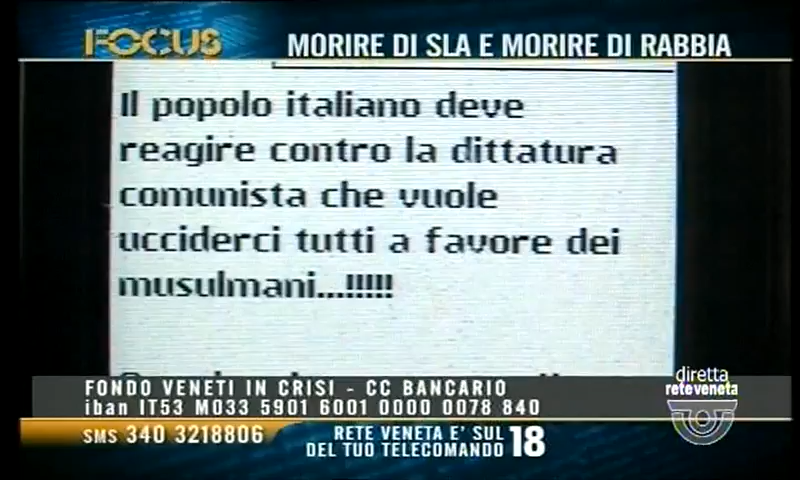 FOCUS
MORIRE DI SLA E MORIRE DI RABBIA
Il popolo italiano deve
reagire contro la dittatura
comunista che vuole
ucciderci tutti a favore dei
musulmani...!!!!!
FONDO VENETI IN CRISI - CC BANCARIO
iban IT53 M033 5901 6001 0000 0078 840
diretta
reteveneta
SMS 340 3218806
RETE VENETA E' SUL
DEL TUO TELECOMANDO 18